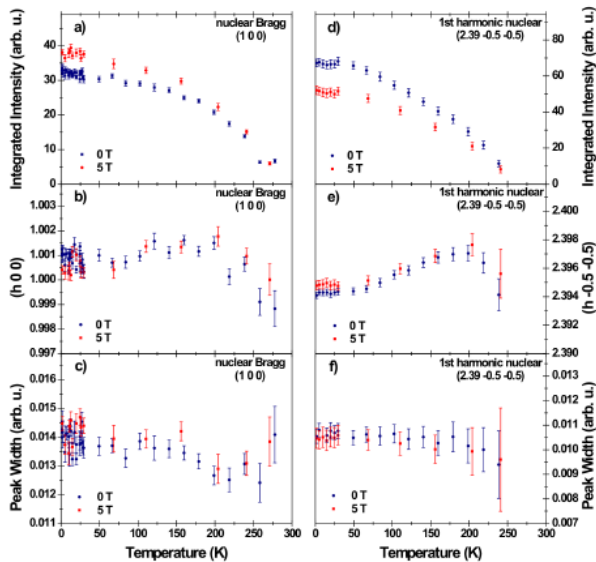 a)
nuclear Bragg
(1 0 0)
Integrated Intensity (arb. u.)
40
30
20
10
0
0 T
5 T
d)
1st harmonic nuclear
(2.39 -0.5 -0.5)
80
60
40
20
0
Integrated Intensity (arb. u.)
0 T
5 T
b)
nuclear Bragg
(1 0 0)
(h 0 0)
1.003
1.002
1.001
1.000
0.999
0.998
0.997
0 T
5 T
e)
1st harmonic nuclear
(2.39 -0.5 -0.5)
2.400
2.398
2.396
2.394
2.392
2.390
(h -0.5 -0.5)
0 T
5 T
c)
nuclear Bragg
(1 0 0)
Peak Width (arb. u.)
0.016
0.015
0.014
0.013
0.012
0.011
0 T
5 T
0 50 100 150 200 250 300
Temperature (K)
f)
1st harmonic nuclear
(2.39 -0.5 -0.5)
0.013
0.012
0.011
0.010
0.009
0.008
0.007
Peak Width (arb. u.)
0 T
5 T
0 50 100 150 200 250 300
Temperature (K)